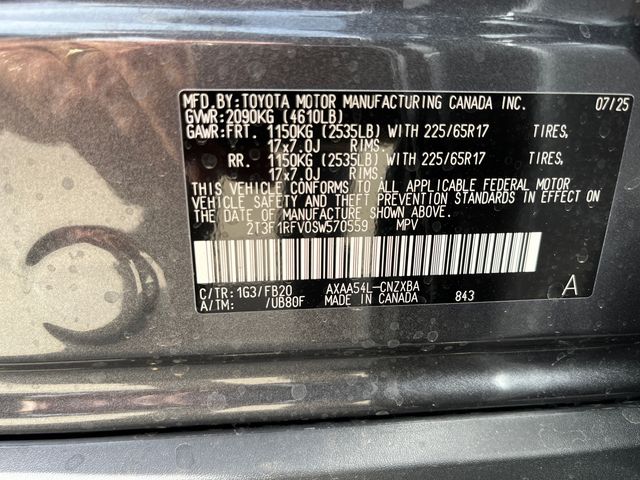 MFD.BY:TOYOTA MOTOR MANUFACTURING CANADA INC. 07/25
GVWR:2090KG (4610LB)
GAWR:FRT. 1150KG (2535LB) WITH 225/65R17 TIRES,
17x7.0J RIMS.
RR. 1150KG (2535LB) WITH 225/65R17 TIRES,
17x7.0J RIMS.
THIS VEHICLE CONFORMS TO ALL APPLICABLE FEDERAL MOTOR
VEHICLE SAFETY AND THEFT PREVENTION STANDARDS IN EFFECT ON
THE DATE OF MANUFACTURE SHOWN ABOVE.
2T3F1RFV0SW570559 MPV
C/TR:1G3/FB20 AXAA54L-CNZXBA
A/TM: /UB80F MADE IN CANADA 843 A